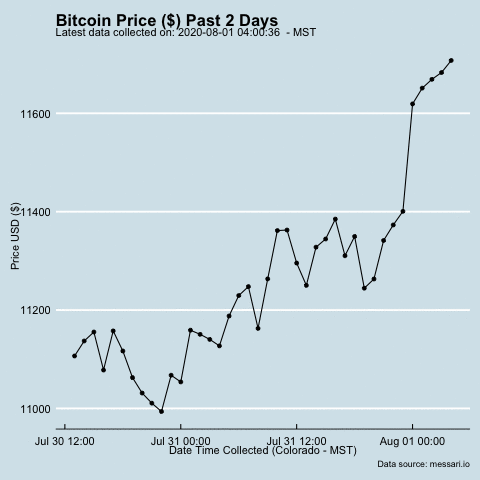 Bitcoin Price ($) Past 2 Days
Latest data collected on: 2020-08-01 04:00:36  - MST
11600
11400
11200
11000
Price USD ($)
Jul 30 12:00
Jul 31 00:00
Jul 31 12:00
Aug 01 00:00
Date Time Collected (Colorado - MST)
Data source: messari.io